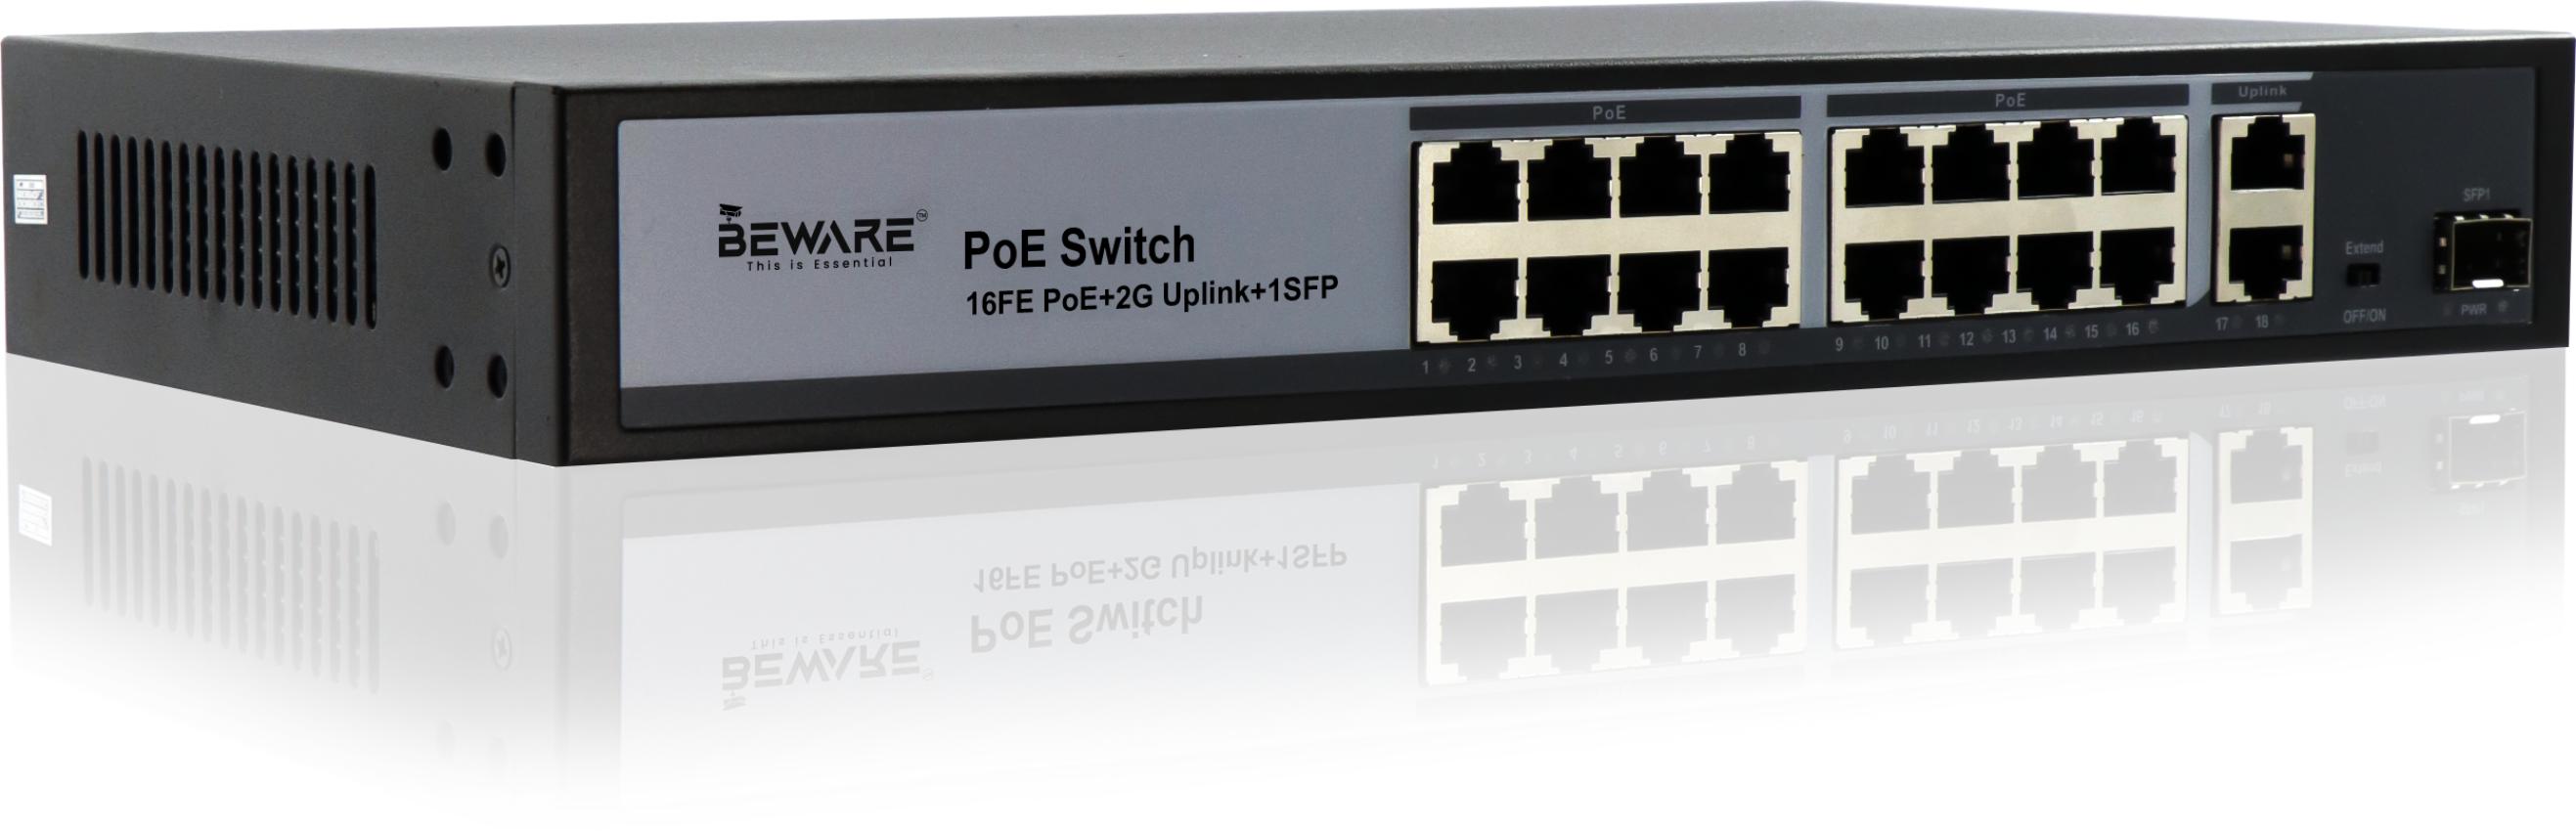 BEWARE™
This is Essential
PoE Switch
16FE PoE+2G Uplink+1SFP
PoE
PoE
Uplink
1 2 3 4 5 6 7 8
9 10 11 12 13 14 15 16
17 18
Extend
OFF/ON
SFP1
PWR